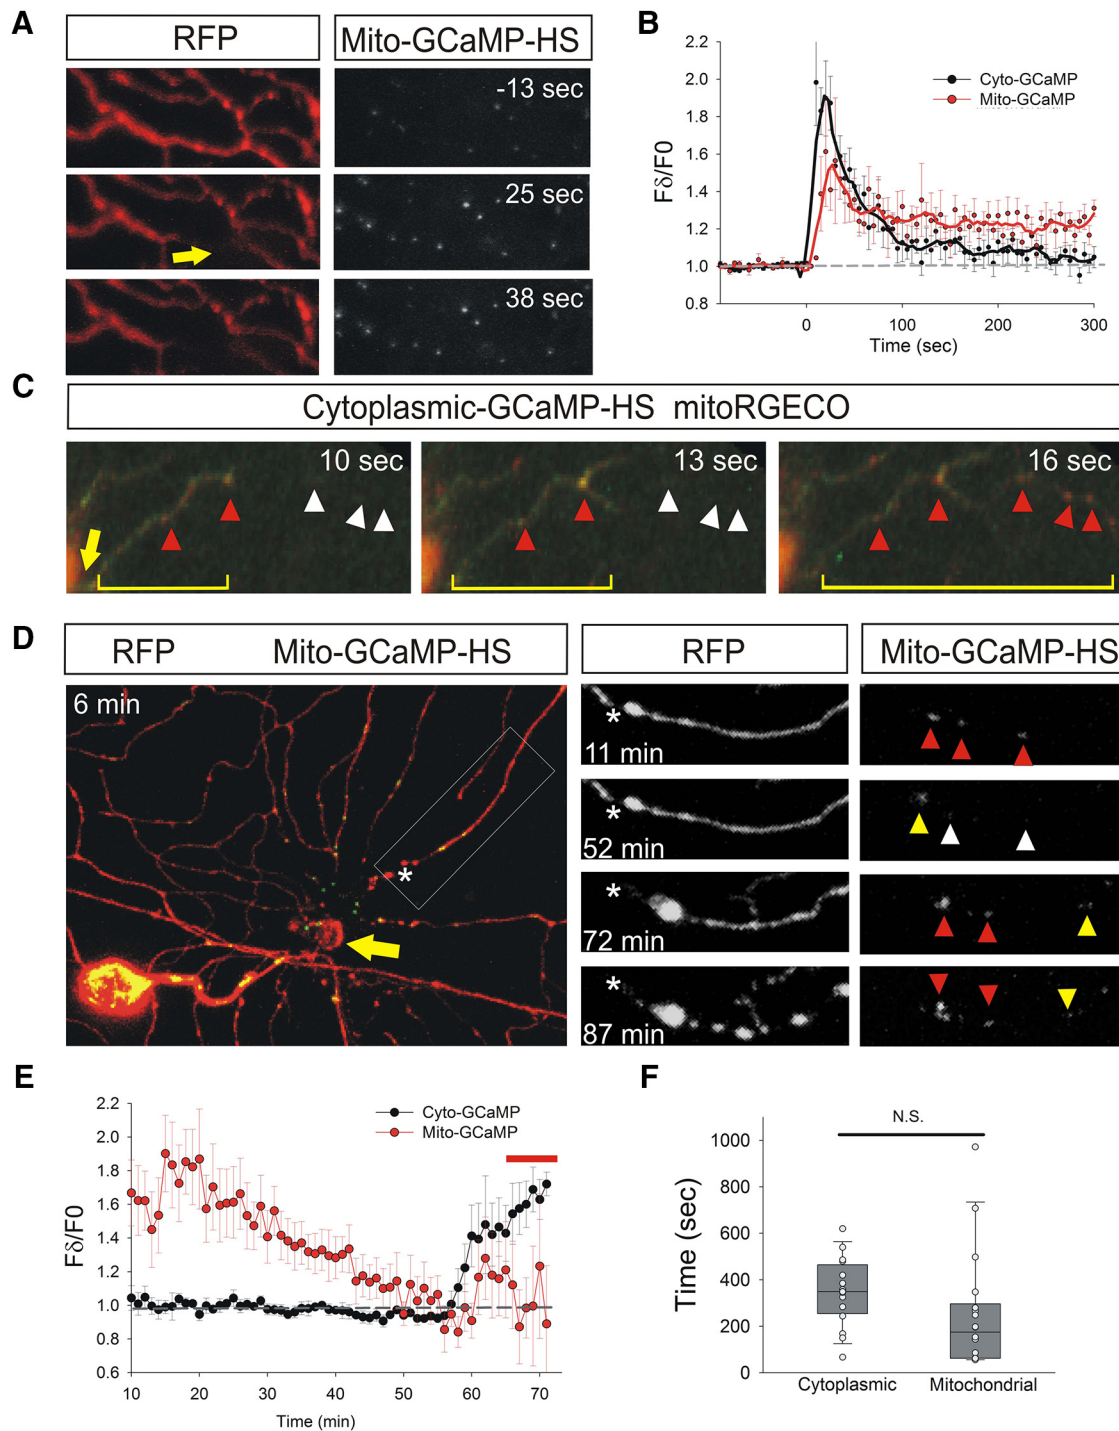 A
RFP
Mito-GCaMP-HS
-13 sec
25 sec
38 sec
B
2.2
2.0
1.8
1.6
1.4
1.2
1.0
0.8
Fδ/F0
Cyto-GCaMP
Mito-GCaMP
0
100
200
300
Time (sec)
C
Cytoplasmic-GCaMP-HS mitoRGECO
10 sec
13 sec
16 sec
D
RFP
Mito-GCaMP-HS
6 min
*
RFP
Mito-GCaMP-HS
*
11 min
*
52 min
*
72 min
*
87 min
E
2.2
2.0
1.8
1.6
1.4
1.2
1.0
0.8
0.6
Fδ/F0
Cyto-GCaMP
Mito-GCaMP
10
20
30
40
50
60
70
Time (min)
F
N.S.
1000
800
600
400
200
0
Time (sec)
Cytoplasmic
Mitochondrial